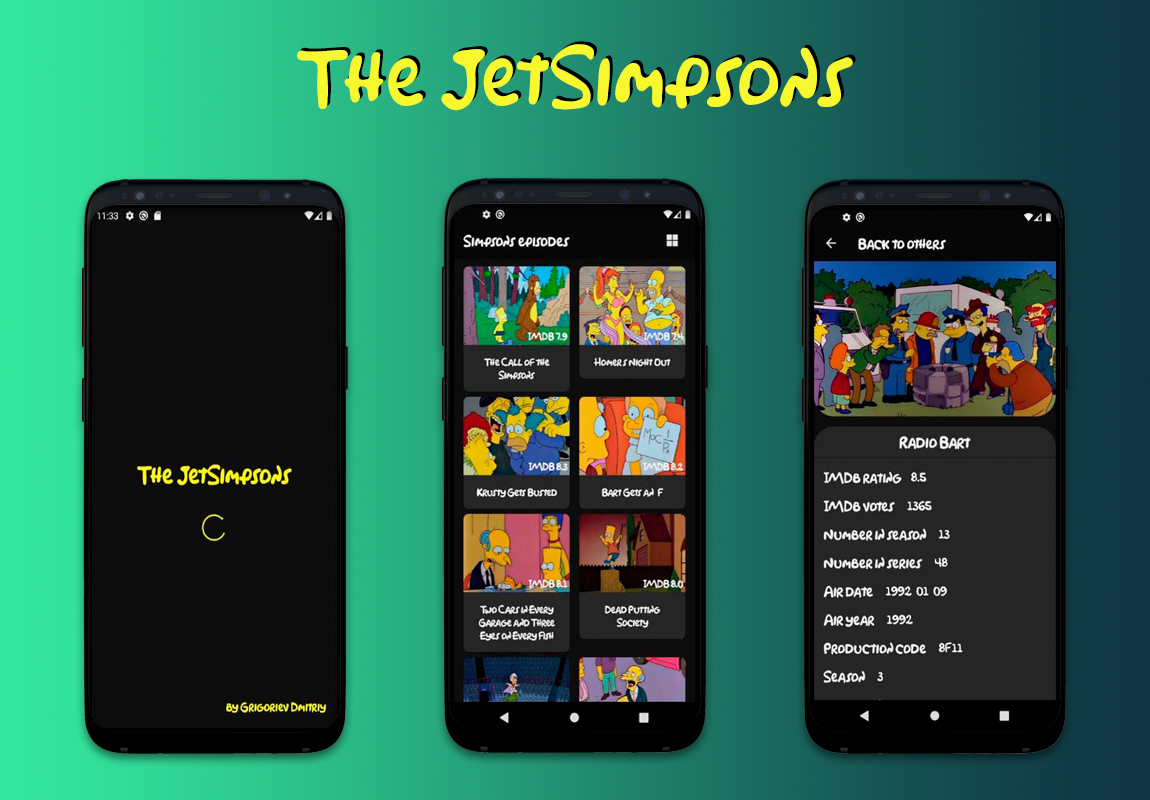 The JetSimpsons
11:33
The JetSimpsons
by Grigoriev Dmitriy
Simpsons episodes
IMDB 7.9
IMDB 7.4
The Call of the
Simpsons
Homers Night Out
IMDB 8.3
MOC 1/P2
IMDB 8.2
Krusty Gets Busted
Bart Gets an F
IMDB 8.1
IMDB 8.0
Two Cars in Every
Garage and Three
Eyes on Every Fish
Dead Putting
Society
Back to others
Radio Bart
IMDB rating 8.5
IMDB votes 1365
Number in season 13
Number in series 48
Air date 1992 01 09
Air year 1992
Production code 8F11
Season 3